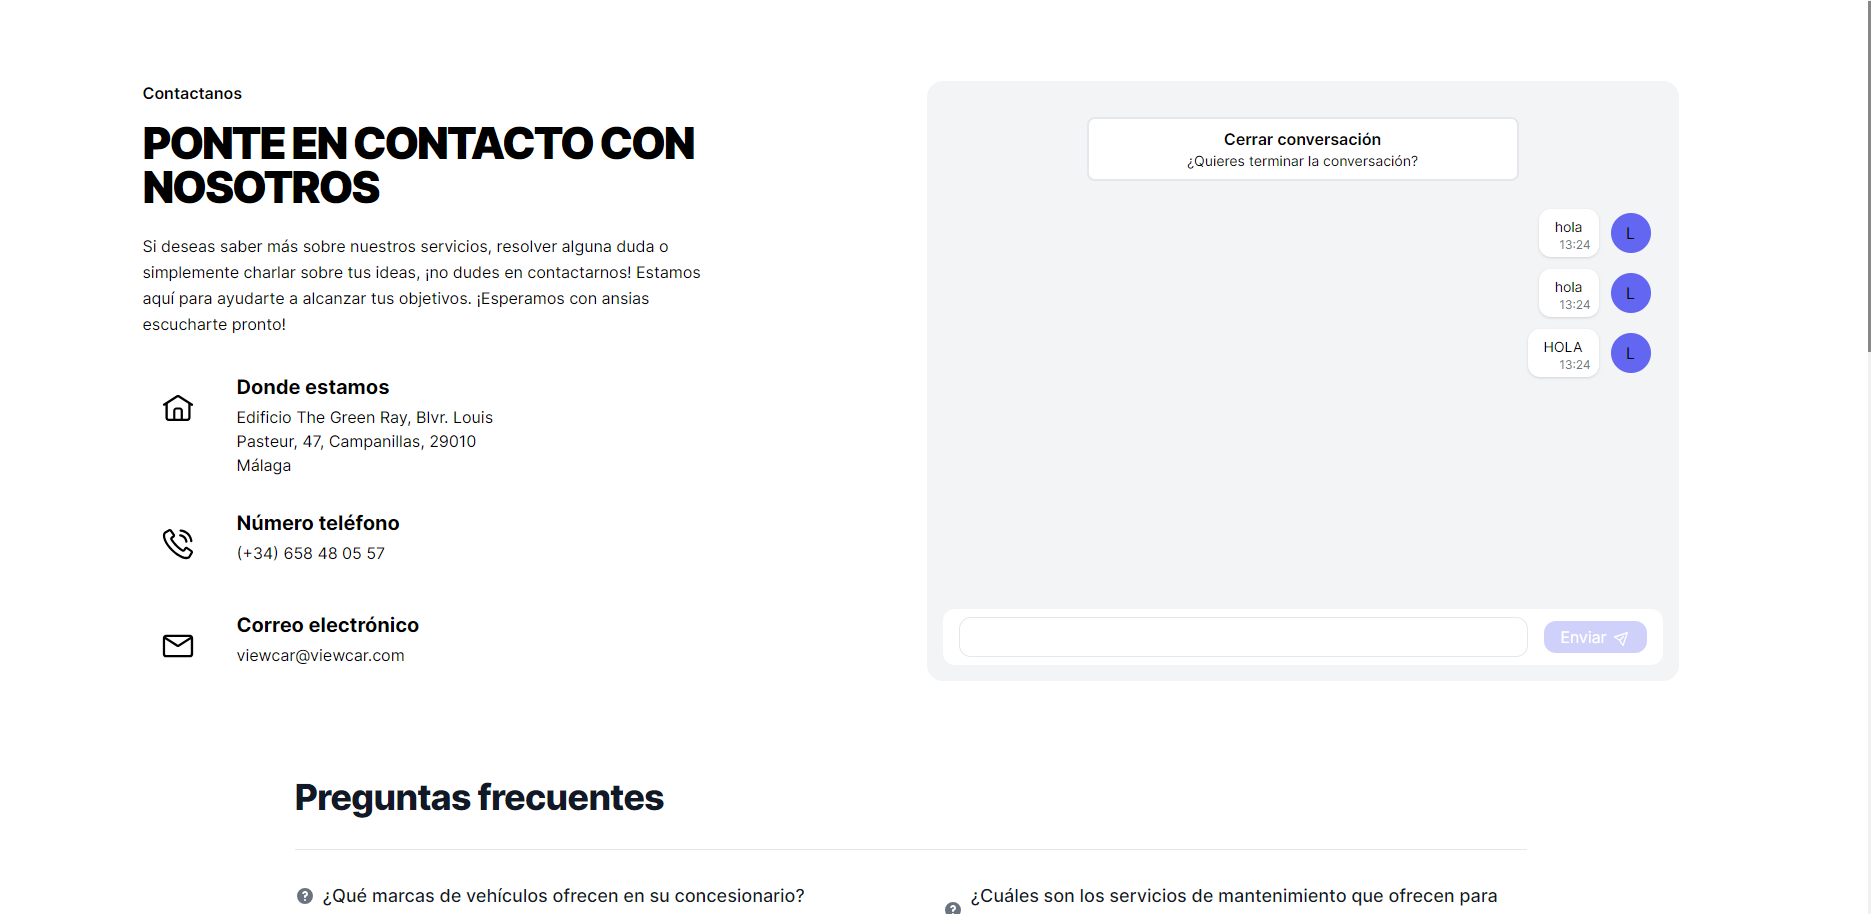 Contactanos
PONTE EN CONTACTO CON
NOSOTROS
Si deseas saber más sobre nuestros servicios, resolver alguna duda o
simplemente charlar sobre tus ideas, ¡no dudes en contactarnos! Estamos
aquí para ayudarte a alcanzar tus objetivos. ¡Esperamos con ansias
escucharte pronto!
Donde estamos
Edificio The Green Ray, Blvr. Louis
Pasteur, 47, Campanillas, 29010
Málaga
Número teléfono
(+34) 658 48 05 57
Correo electrónico
viewcar@viewcar.com
Cerrar conversación
¿Quieres terminar la conversación?
hola
13:24
L
hola
13:24
L
HOLA
13:24
L
Enviar
Preguntas frecuentes
¿Qué marcas de vehículos ofrecen en su concesionario?
¿Cuáles son los servicios de mantenimiento que ofrecen para